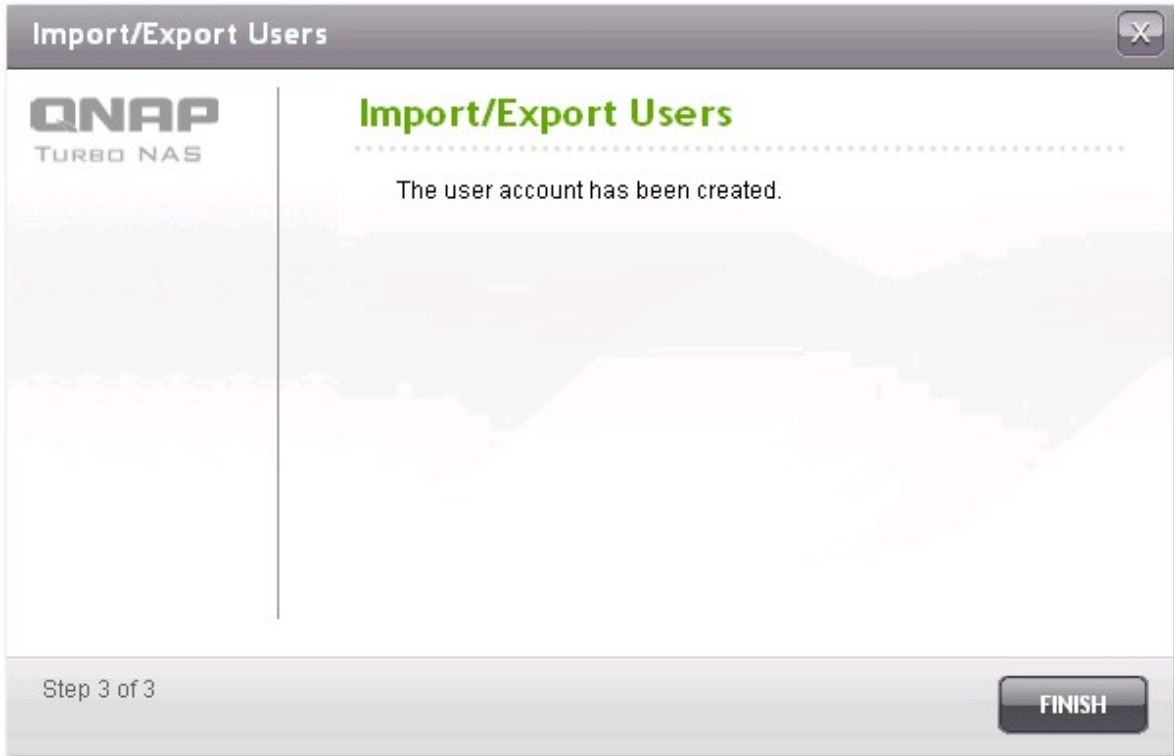 Import/Export Users
X
QNAP
TURBO NAS
Import/Export Users
The user account has been created.
Step 3 of 3
FINISH